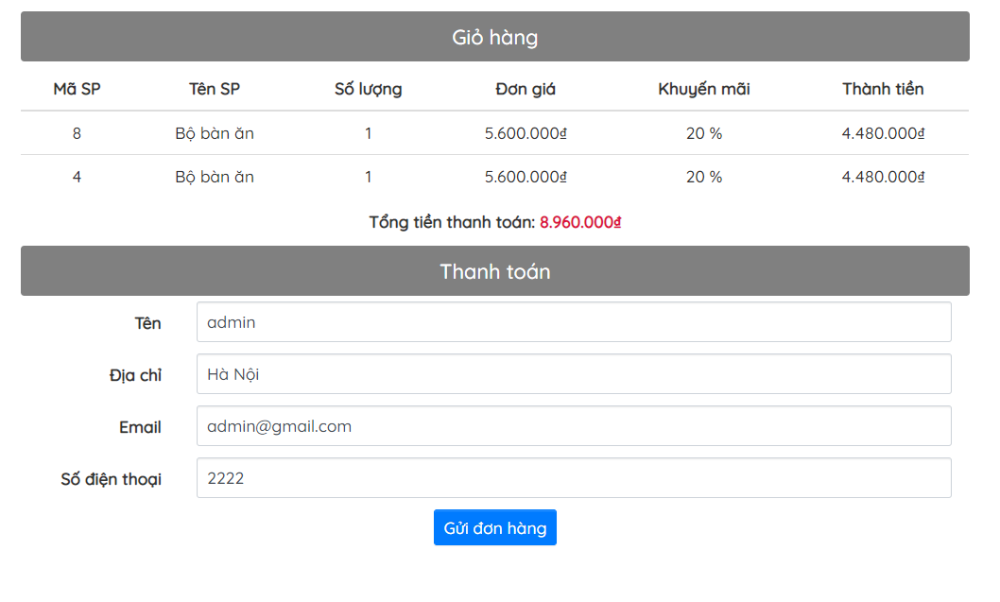 Giỏ hàng
Mã SP Tên SP Số lượng Đơn giá Khuyến mãi Thành tiền
8 Bộ bàn ăn 1 5.600.000₫ 20 % 4.480.000₫
4 Bộ bàn ăn 1 5.600.000₫ 20 % 4.480.000₫
Tổng tiền thanh toán: 8.960.000₫
Thanh toán
Tên admin
Địa chỉ Hà Nội
Email admin@gmail.com
Số điện thoại 2222
Gửi đơn hàng